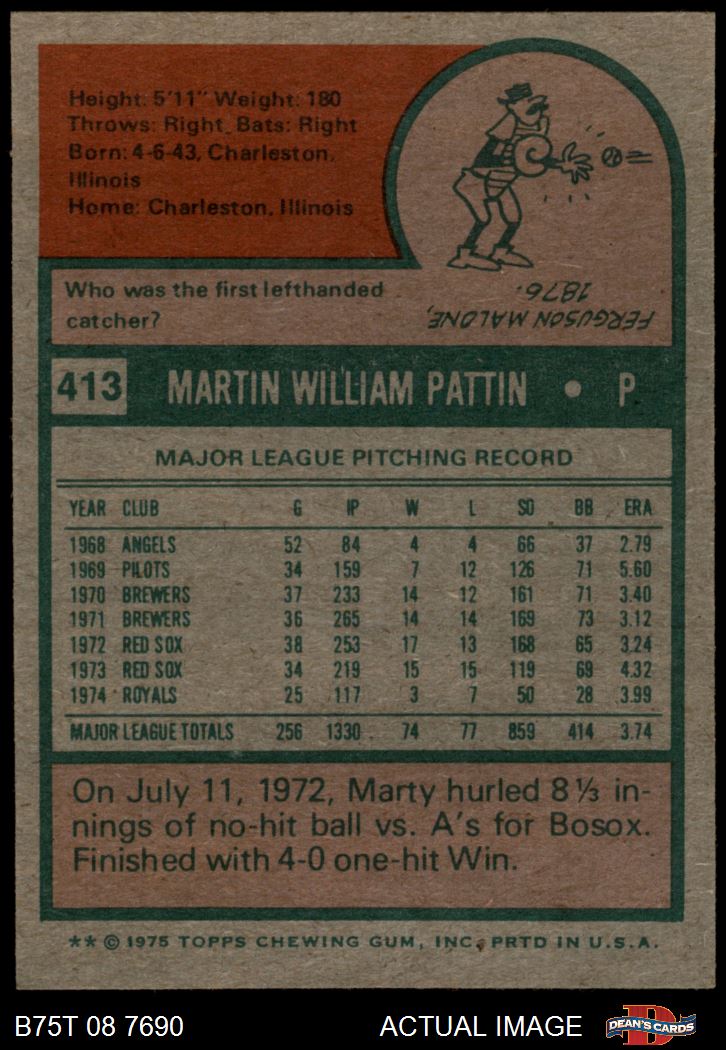 Height: 5'11" Weight: 180
Throws: Right Bats: Right
Born: 4-6-43, Charleston,
Illinois
Home: Charleston, Illinois
Who was the first lefthanded
catcher?
FERGUSON MALONE,
1876.
413 MARTIN WILLIAM PATTIN • P
MAJOR LEAGUE PITCHING RECORD
YEAR CLUB G IP W L SO BB ERA
1968 ANGELS 52 84 4 4 66 37 2.79
1969 PILOTS 34 159 7 12 126 71 5.60
1970 BREWERS 37 233 14 12 161 71 3.40
1971 BREWERS 36 265 14 14 169 73 3.12
1972 RED SOX 38 253 17 13 168 65 3.24
1973 RED SOX 34 219 15 15 119 69 4.32
1974 ROYALS 25 117 3 7 50 28 3.99
MAJOR LEAGUE TOTALS 256 1330 74 77 859 414 3.74
On July 11, 1972, Marty hurled 8 ⅓ in-
nings of no-hit ball vs. A's for Bosox.
Finished with 4-0 one-hit Win.
** © 1975 TOPPS CHEWING GUM, INC. PRTD IN U.S.A.
B75T 08 7690 ACTUAL IMAGE DEAN'S CARDS